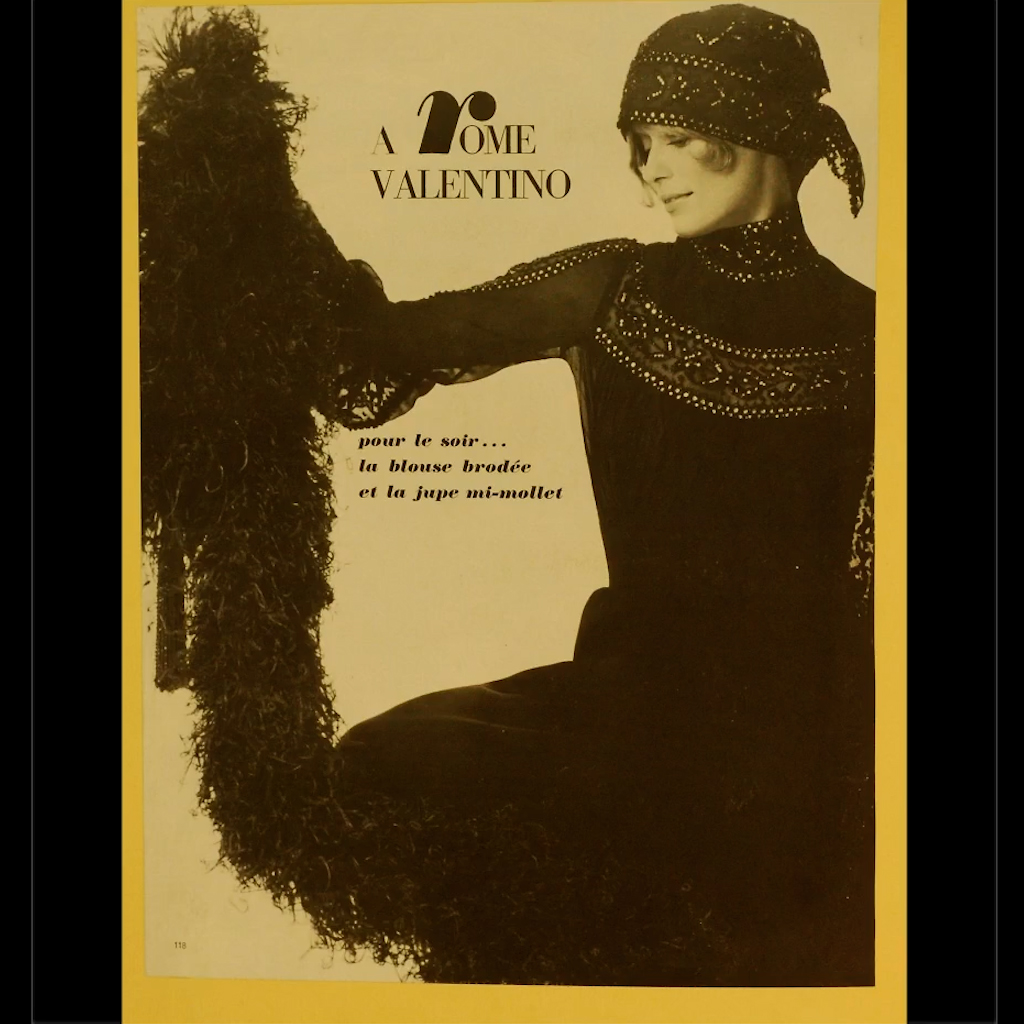 A rOME
VALENTINO
pour le soir...
la blouse brodée
et la jupe mi-mollet
118